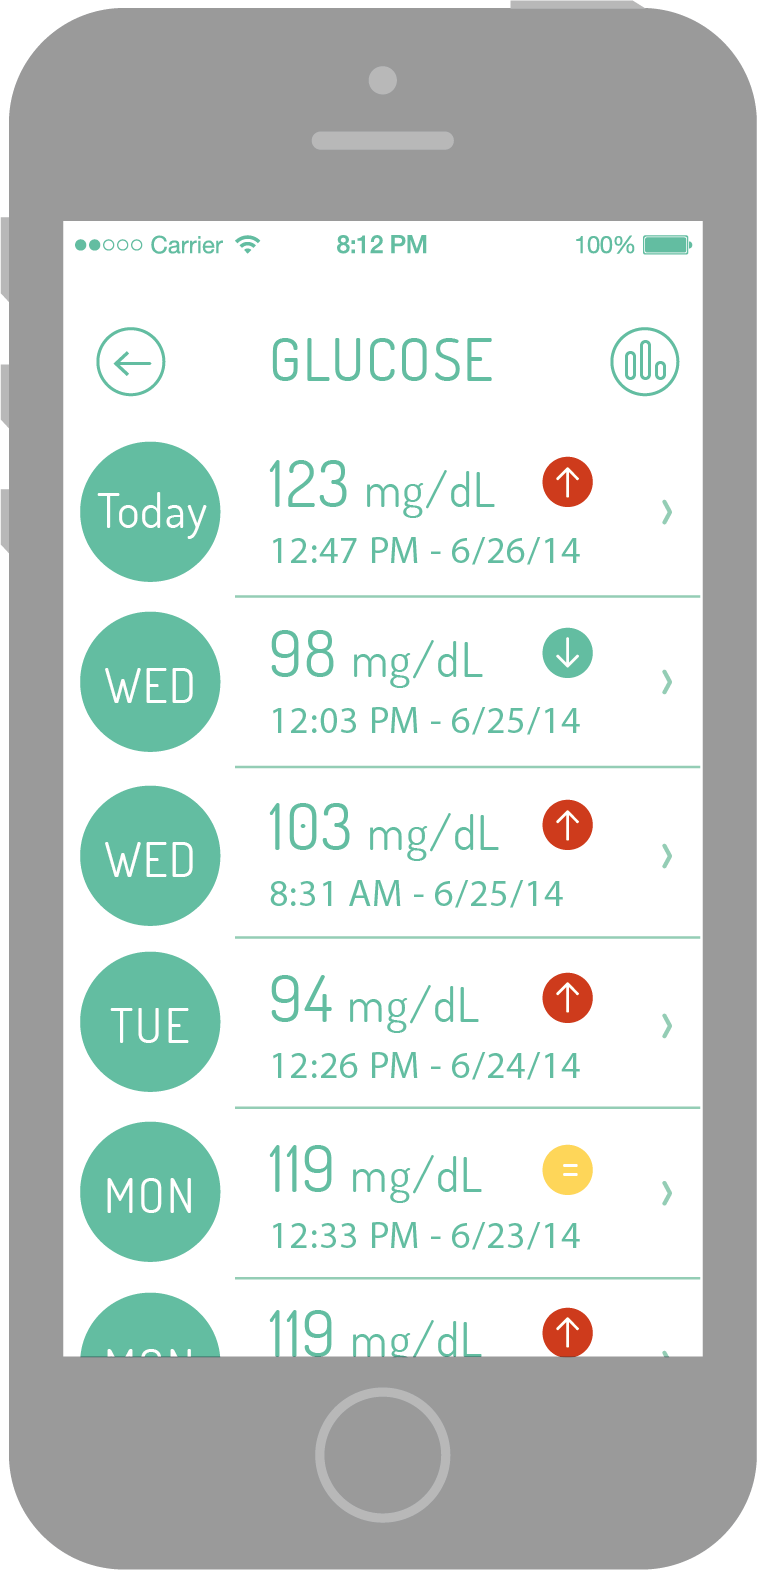 Carrier 8:12 PM 100%
GLUCOSE
Today
123 mg/dL
12:47 PM - 6/26/14
WED
98 mg/dL
12:03 PM - 6/25/14
WED
103 mg/dL
8:31 AM - 6/25/14
TUE
94 mg/dL
12:26 PM - 6/24/14
MON
119 mg/dL
12:33 PM - 6/23/14
MON
119 mg/dL